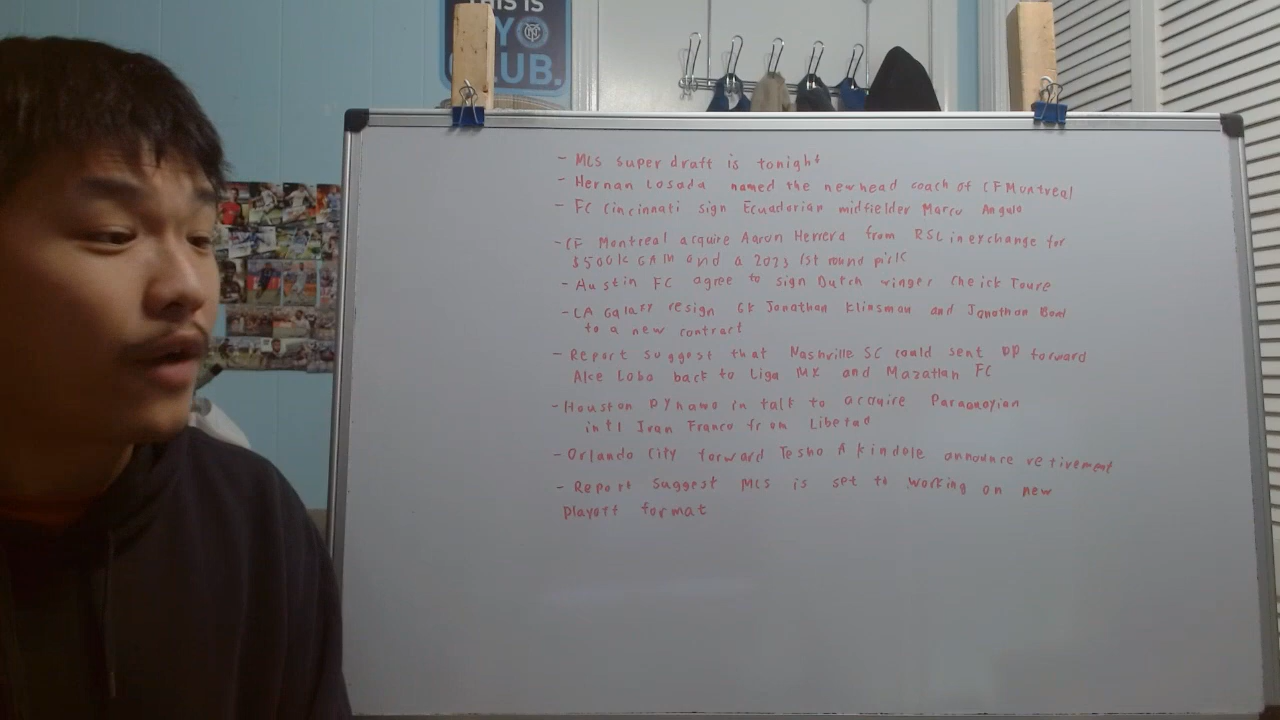 THIS IS
CLUB.
- MLS super draft is tonight
- Hernan Losada named the new head coach of CF Montreal
- FC Cincinnati sign Ecuadorian midfielder Marco Angulo
- CF Montreal acquire Aaron Herrera from RSL in exchange for
$500k GAM and a 2023 1st round pick
- Austin FC agree to sign Dutch winger Cheick Toure
- LA Galaxy resign GK Jonathan Klinsman and Jonathan Bond
to a new contract
- Report suggest that Nashville SC could sent DP forward
Ake Loba back to Liga MX and Mazatlan FC
- Houston Dynamo in talk to accuire Paraguayian
int'l Ivan Franco from Libetad
- Orlando City forward Tesho Akindele announce retirement
- Report suggest MLS is set to working on new
playoff format